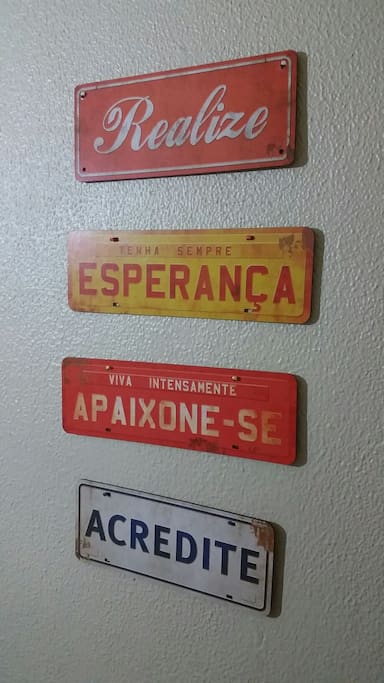 Realize
TENHA SEMPRE
ESPERANÇA
VIVA INTENSAMENTE
APAIXONE-SE
ACREDITE